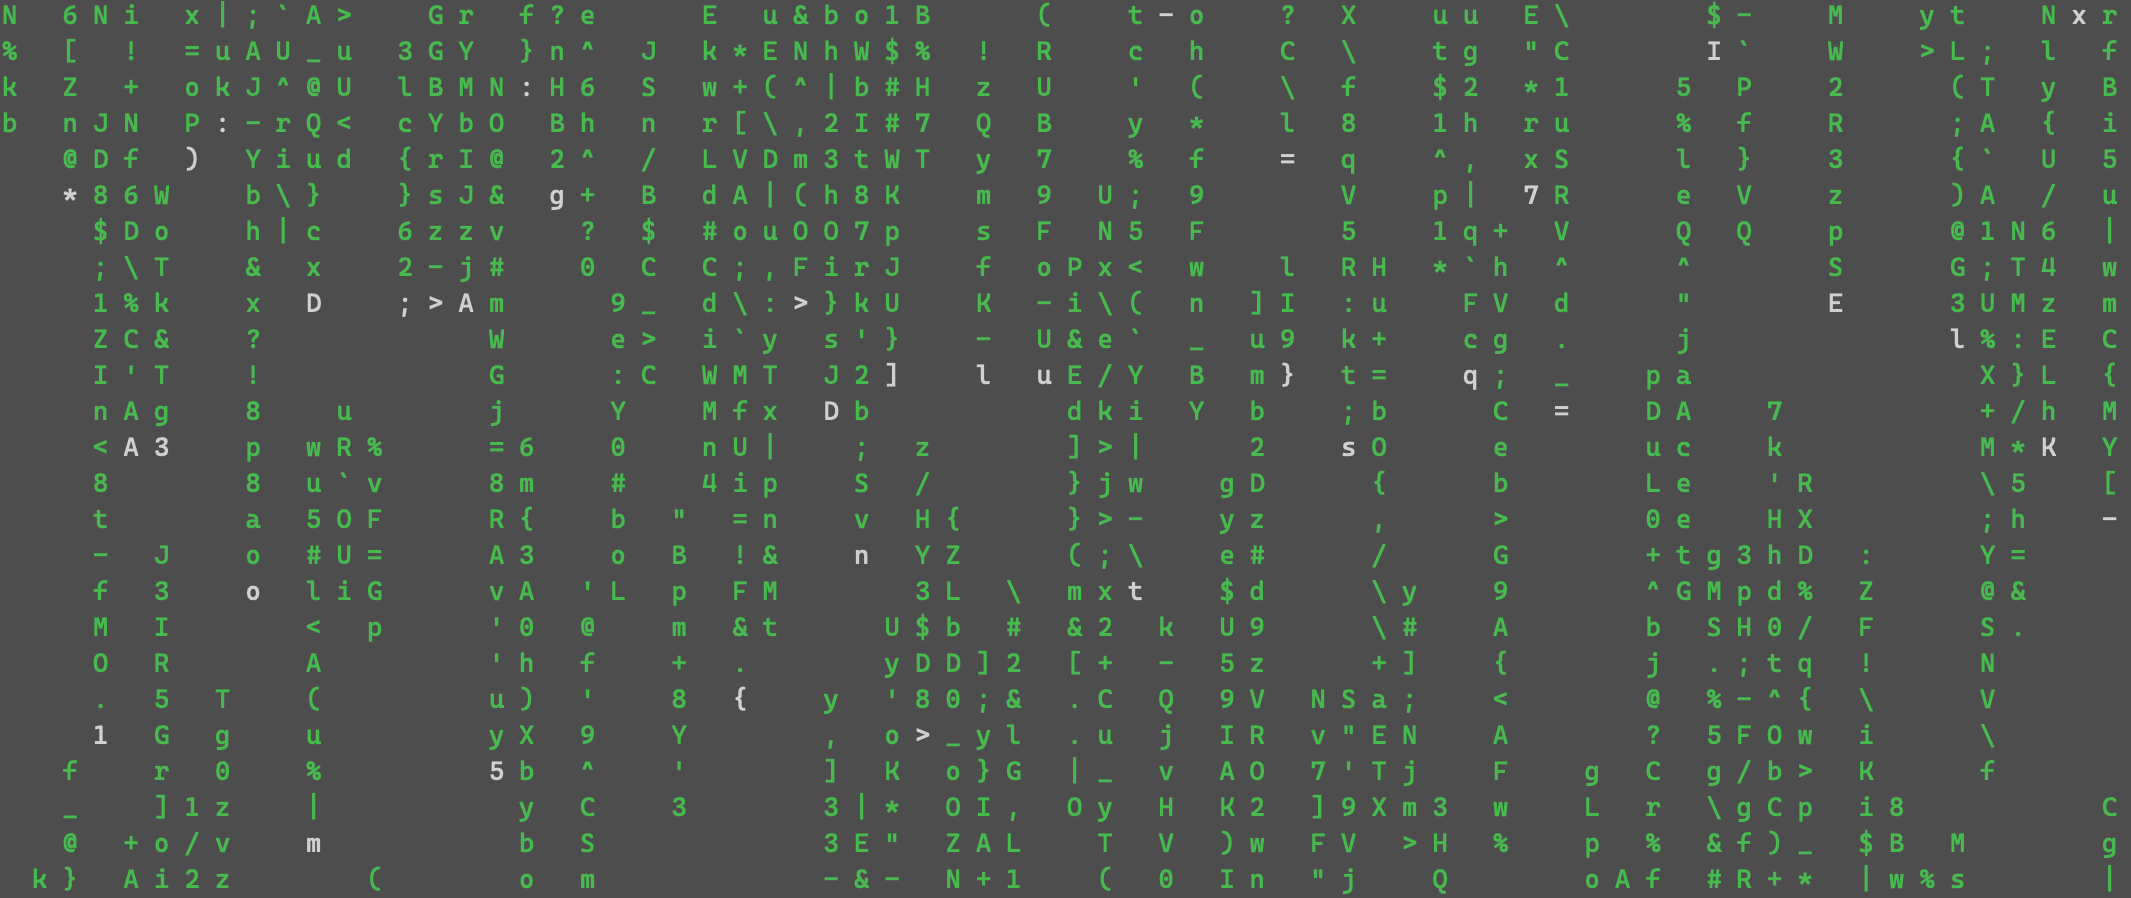 N 6 N i x | ; ` A > G r f ? e E u & b o 1 B ( t - o ? X u u E \ $ - M y t N x r
% [ ! = u A U _ u 3 G Y } n ^ J k * E N h W $ % ! R c h C \ t g " C I ` W > L ; l f
k Z + o k J ^ @ U l B M N : H 6 S w + ( ^ | b # H z U ' ( \ f $ 2 * 1 5 P 2 ( T y B
b n J N P : - r Q < c Y b O B h n r [ \ , 2 I # 7 Q B y * l 8 1 h r u % f R ; A { i
@ D f ) Y i u d { r I @ 2 ^ / L V D m 3 t W T y 7 % f = q ^ , x S l } 3 { ` U 5
* 8 6 W b \ } } s J & g + B d A | ( h 8 K m 9 U ; 9 V p | 7 R e V z ) A / u
$ D o h | c 6 z z v ? $ # o u O O 7 p s F N 5 F 5 1 q + V Q Q p @ 1 N 6 |
; \ T & x 2 - j # 0 C C ; , F i r J f o P x < w l R H * ` h ^ ^ S G ; T 4 w
1 % k x D ; > A m 9 _ d \ : > } k U K - i \ ( n ] I : u F V d " E 3 U M z m
Z C & ? W e > i ` y s ' } - U & e ` _ u 9 k + c g . j l % : E C
I ' T ! G : C W M T J 2 ] l u E / Y B m } t = q ; _ p a X } L {
n A g 8 u j Y M f x D b d k i Y b ; b C = D A 7 + / h M
< A 3 p w R % = 6 0 n U | ; z ] > | 2 s O e u c k M * K Y
8 8 u ` v 8 m # 4 i p S / } j w g D { b L e ' R \ 5 [
t a 5 O F R { b " = n v H { } > - y z , > 0 e H X ; h -
- J o # U = A 3 o B ! & n Y Z ( ; \ e # / G + t g 3 h D : Y =
f 3 o l i G v A ' L p F M 3 L \ m x t $ d \ y 9 ^ G M p d % Z @ &
M I < p ' 0 @ m & t U $ b # & 2 k U 9 \ # A b S H 0 / F S .
O R A ' h f + . y D D ] 2 [ + - 5 z + ] { j . ; t q ! N
. 5 T ( u ) ' 8 { y ' 8 0 ; & . C Q 9 V N S a ; < @ % - ^ { \ V
1 G g u y X 9 Y , o > _ y l . u j I R v " E N A ? 5 F O w i \
f r 0 % 5 b ^ ' ] K o } G | _ v A O 7 ' T j F g C g / b > K f
_ ] 1 z | y C 3 3 | * O I , O y H K 2 ] 9 X m 3 w L r \ g C p i 8 C
@ + o / v m b S 3 E " Z A L T V ) w F V > H % p % & f ) _ $ B M g
k } A i 2 z ( o m - & - N + 1 ( 0 I n " j Q o A f # R + * | w % s |